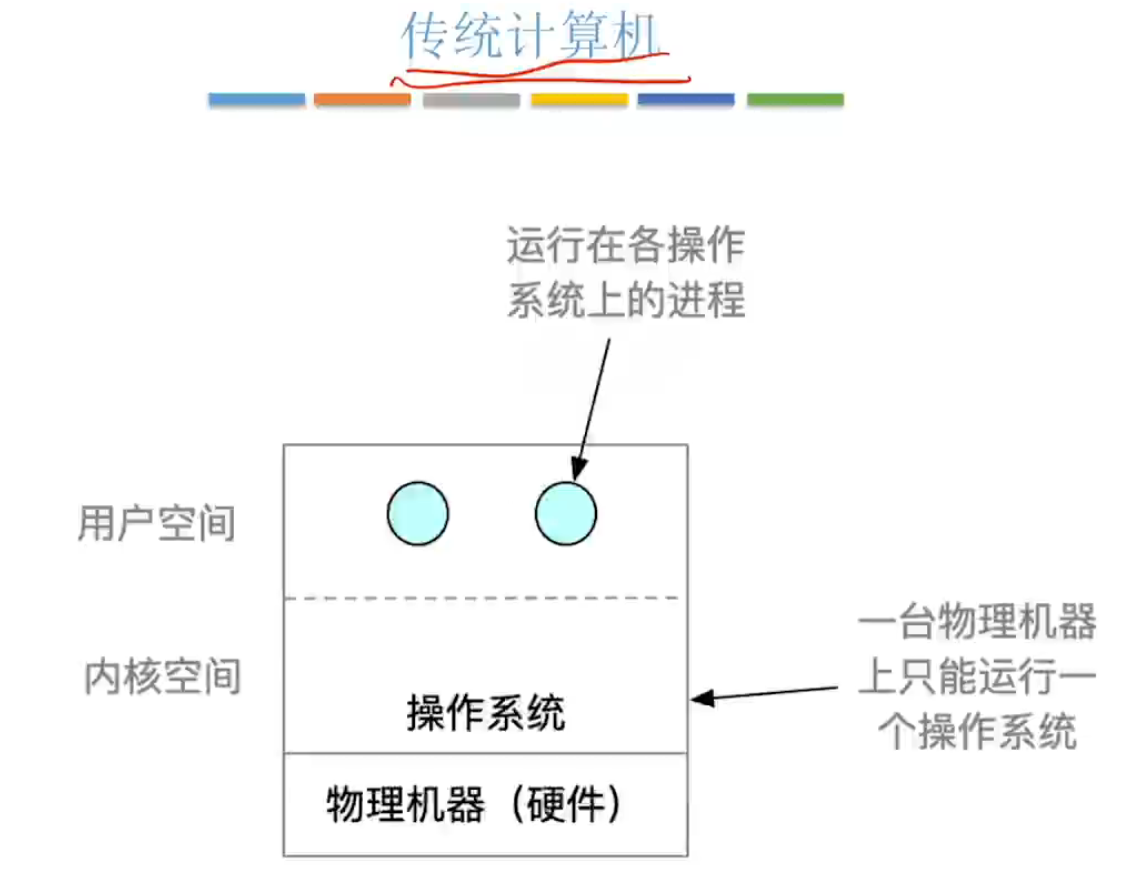 传统计算机
运行在各操作
系统上的进程
用户空间
一台物理机器
上只能运行一
个操作系统
内核空间
操作系统
物理机器（硬件）